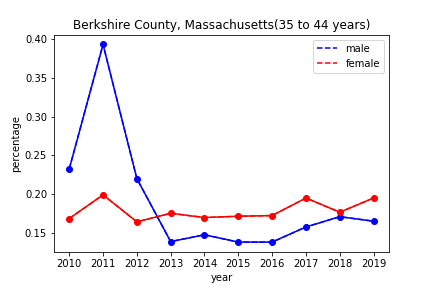 Berkshire County, Massachusetts(35 to 44 years)
male
female
percentage
0.40
0.35
0.30
0.25
0.20
0.15
2010 2011 2012 2013 2014 2015 2016 2017 2018 2019
year